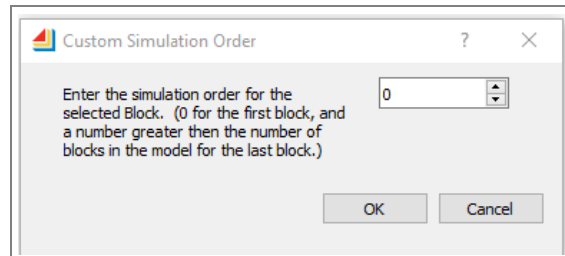 Custom Simulation Order
?
Enter the simulation order for the
selected Block.  (0 for the first block, and
a number greater then the number of
blocks in the model for the last block.)
0
OK
Cancel